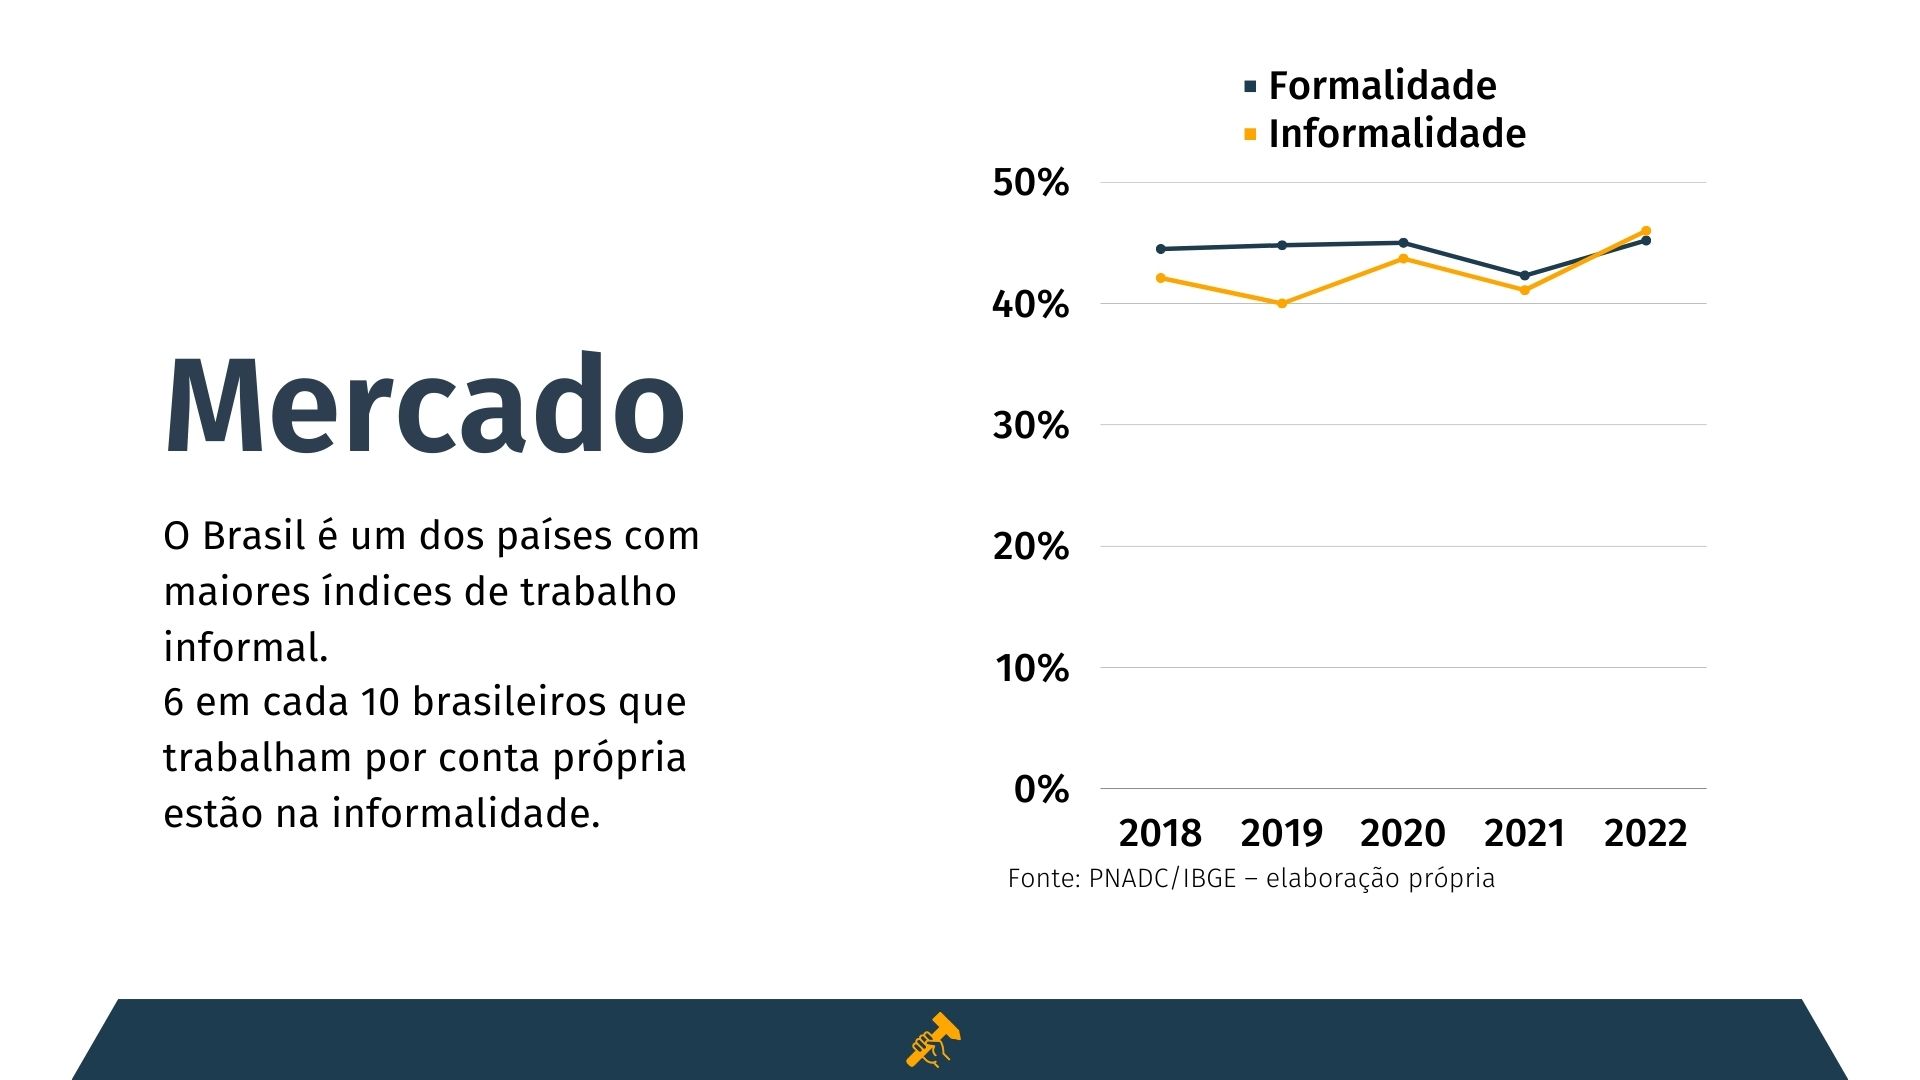 Mercado
O Brasil é um dos países com
maiores índices de trabalho
informal.
6 em cada 10 brasileiros que
trabalham por conta própria
estão na informalidade.
Formalidade
Informalidade
50%
40%
30%
20%
10%
0%
2018 2019 2020 2021 2022
Fonte: PNADC/IBGE – elaboração própria